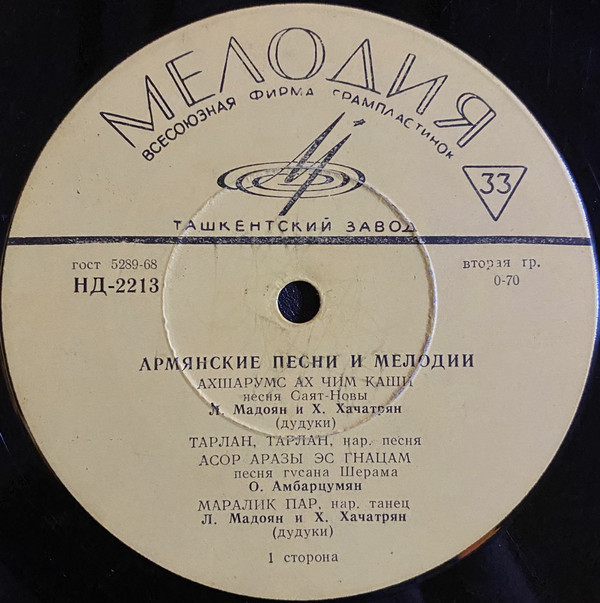 МЕЛОДИЯ
ВСЕСОЮЗНАЯ ФИРМА ГРАМПЛАСТИНОК
33
ТАШКЕНТСКИЙ ЗАВОД
гост 5289-68
вторая гр.
НД-2213
0-70
АРМЯНСКИЕ ПЕСНИ И МЕЛОДИИ
АХШАРУМС АХ ЧИМ ҚАШИ
песня Саят-Новы
Л. Мадоян и Х. Хачатрян
(дудуки)
ТАРЛАН, ТАРЛАН, нар. песня
АСОР АРАЗЫ ЭС ГНАЦАМ
песня гусана Шерама
О. Амбарцумян
МАРАЛИҚ ПАР, нар. танец
Л. Мадоян и Х. Хачатрян
(дудуки)
1 сторона